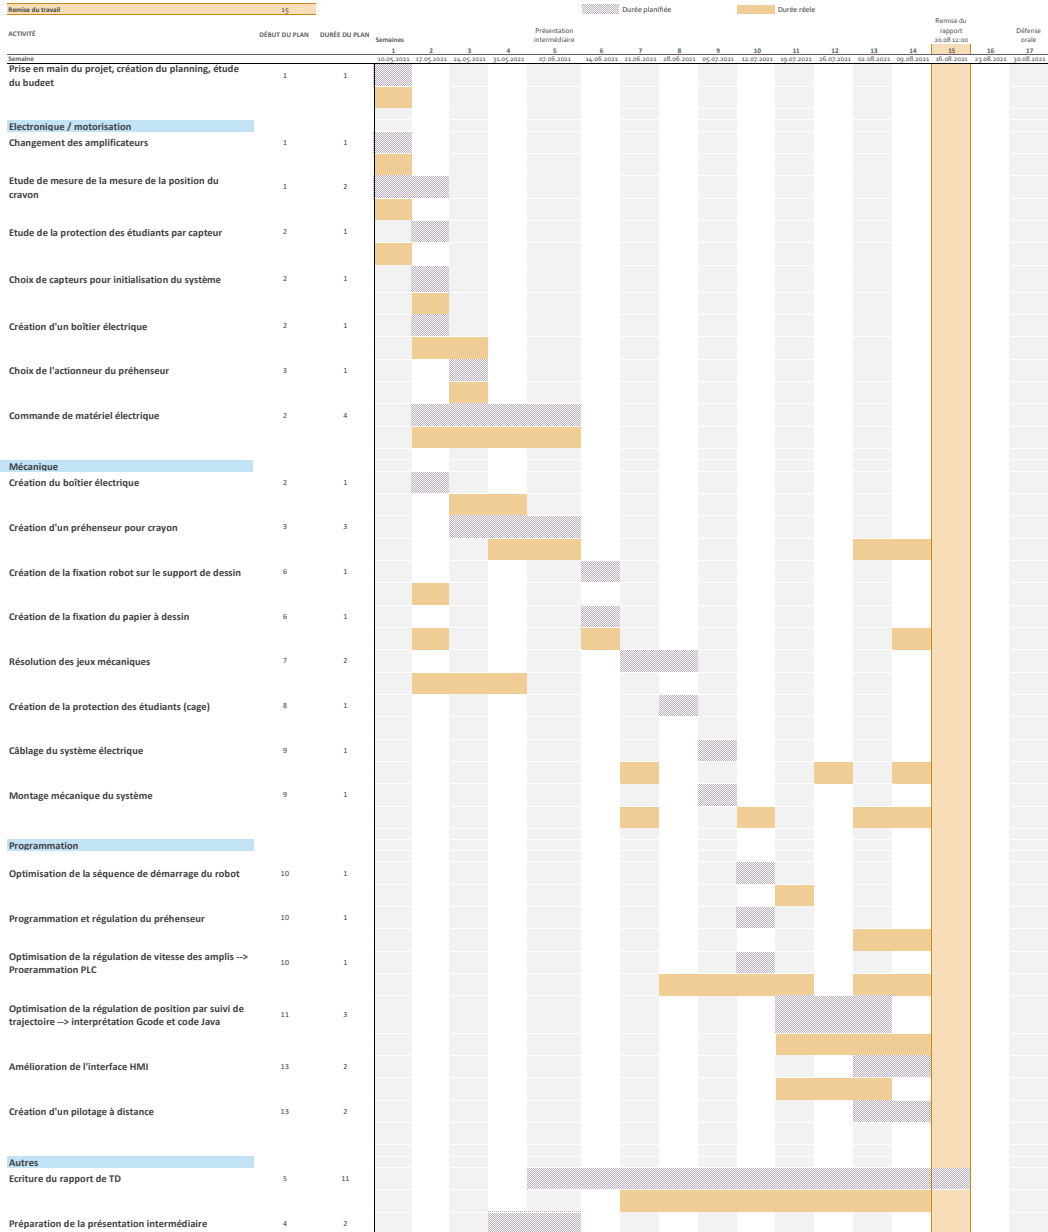 Remise du travail 15 Durée planifiée Durée réele
ACTIVITÉ DÉBUT DU PLAN DURÉE DU PLAN Semaines Présentation intermédiaire Remise du rapport 20.08 12:00 Défense orale
1 2 3 4 5 6 7 8 9 10 11 12 13 14 15 16 17
Semaine 10.05.2021 17.05.2021 24.05.2021 31.05.2021 07.06.2021 14.06.2021 21.06.2021 28.06.2021 05.07.2021 12.07.2021 19.07.2021 26.07.2021 02.08.2021 09.08.2021 16.08.2021 23.08.2021 30.08.2021
Prise en main du projet, création du planning, étude
du budget 1 1
Electronique / motorisation
Changement des amplificateurs 1 1
Etude de mesure de la mesure de la position du
crayon 1 2
Etude de la protection des étudiants par capteur 2 1
Choix de capteurs pour initialisation du système 2 1
Création d'un boîtier électrique 2 1
Choix de l'actionneur du préhenseur 3 1
Commande de matériel électrique 2 4
Mécanique
Création du boîtier électrique 2 1
Création d'un préhenseur pour crayon 3 3
Création de la fixation robot sur le support de dessin 6 1
Création de la fixation du papier à dessin 6 1
Résolution des jeux mécaniques 7 2
Création de la protection des étudiants (cage) 8 1
Câblage du système électrique 9 1
Montage mécanique du système 9 1
Programmation
Optimisation de la séquence de démarrage du robot 10 1
Programmation et régulation du préhenseur 10 1
Optimisation de la régulation de vitesse des amplis -->
Programmation PLC 10 1
Optimisation de la régulation de position par suivi de
trajectoire --> interprétation Gcode et code Java 11 3
Amélioration de l'interface HMI 13 2
Création d'un pilotage à distance 13 2
Autres
Ecriture du rapport de TD 5 11
Préparation de la présentation intermédiaire 4 2